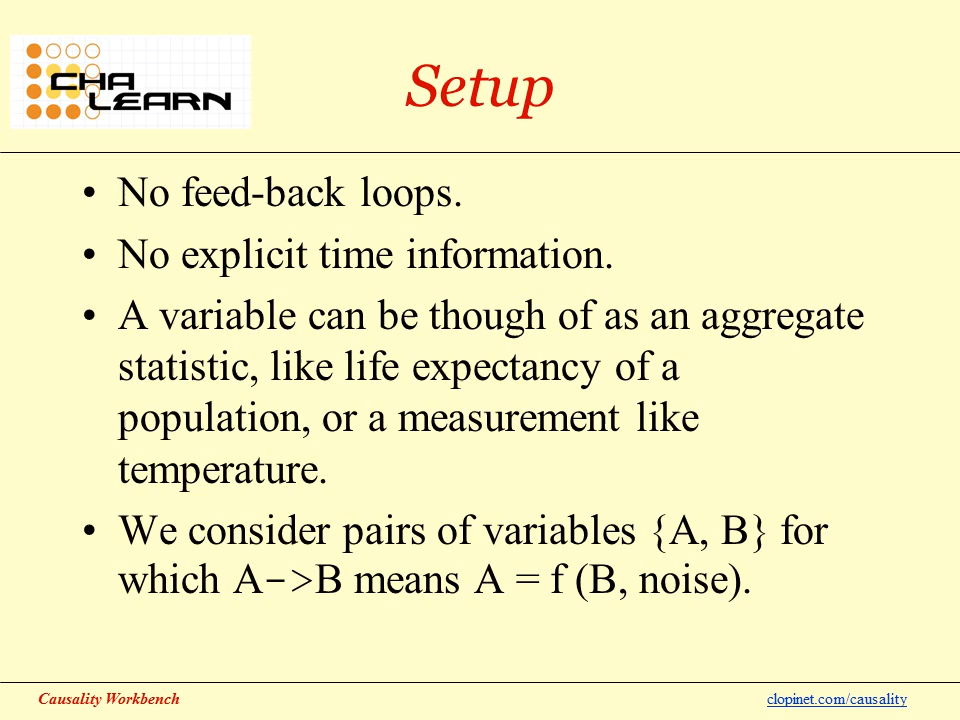 CHA
LEARN
Setup
• No feed-back loops.
• No explicit time information.
• A variable can be though of as an aggregate
statistic, like life expectancy of a
population, or a measurement like
temperature.
• We consider pairs of variables {A, B} for
which A->B means A = f (B, noise).
Causality Workbench
clopinet.com/causality